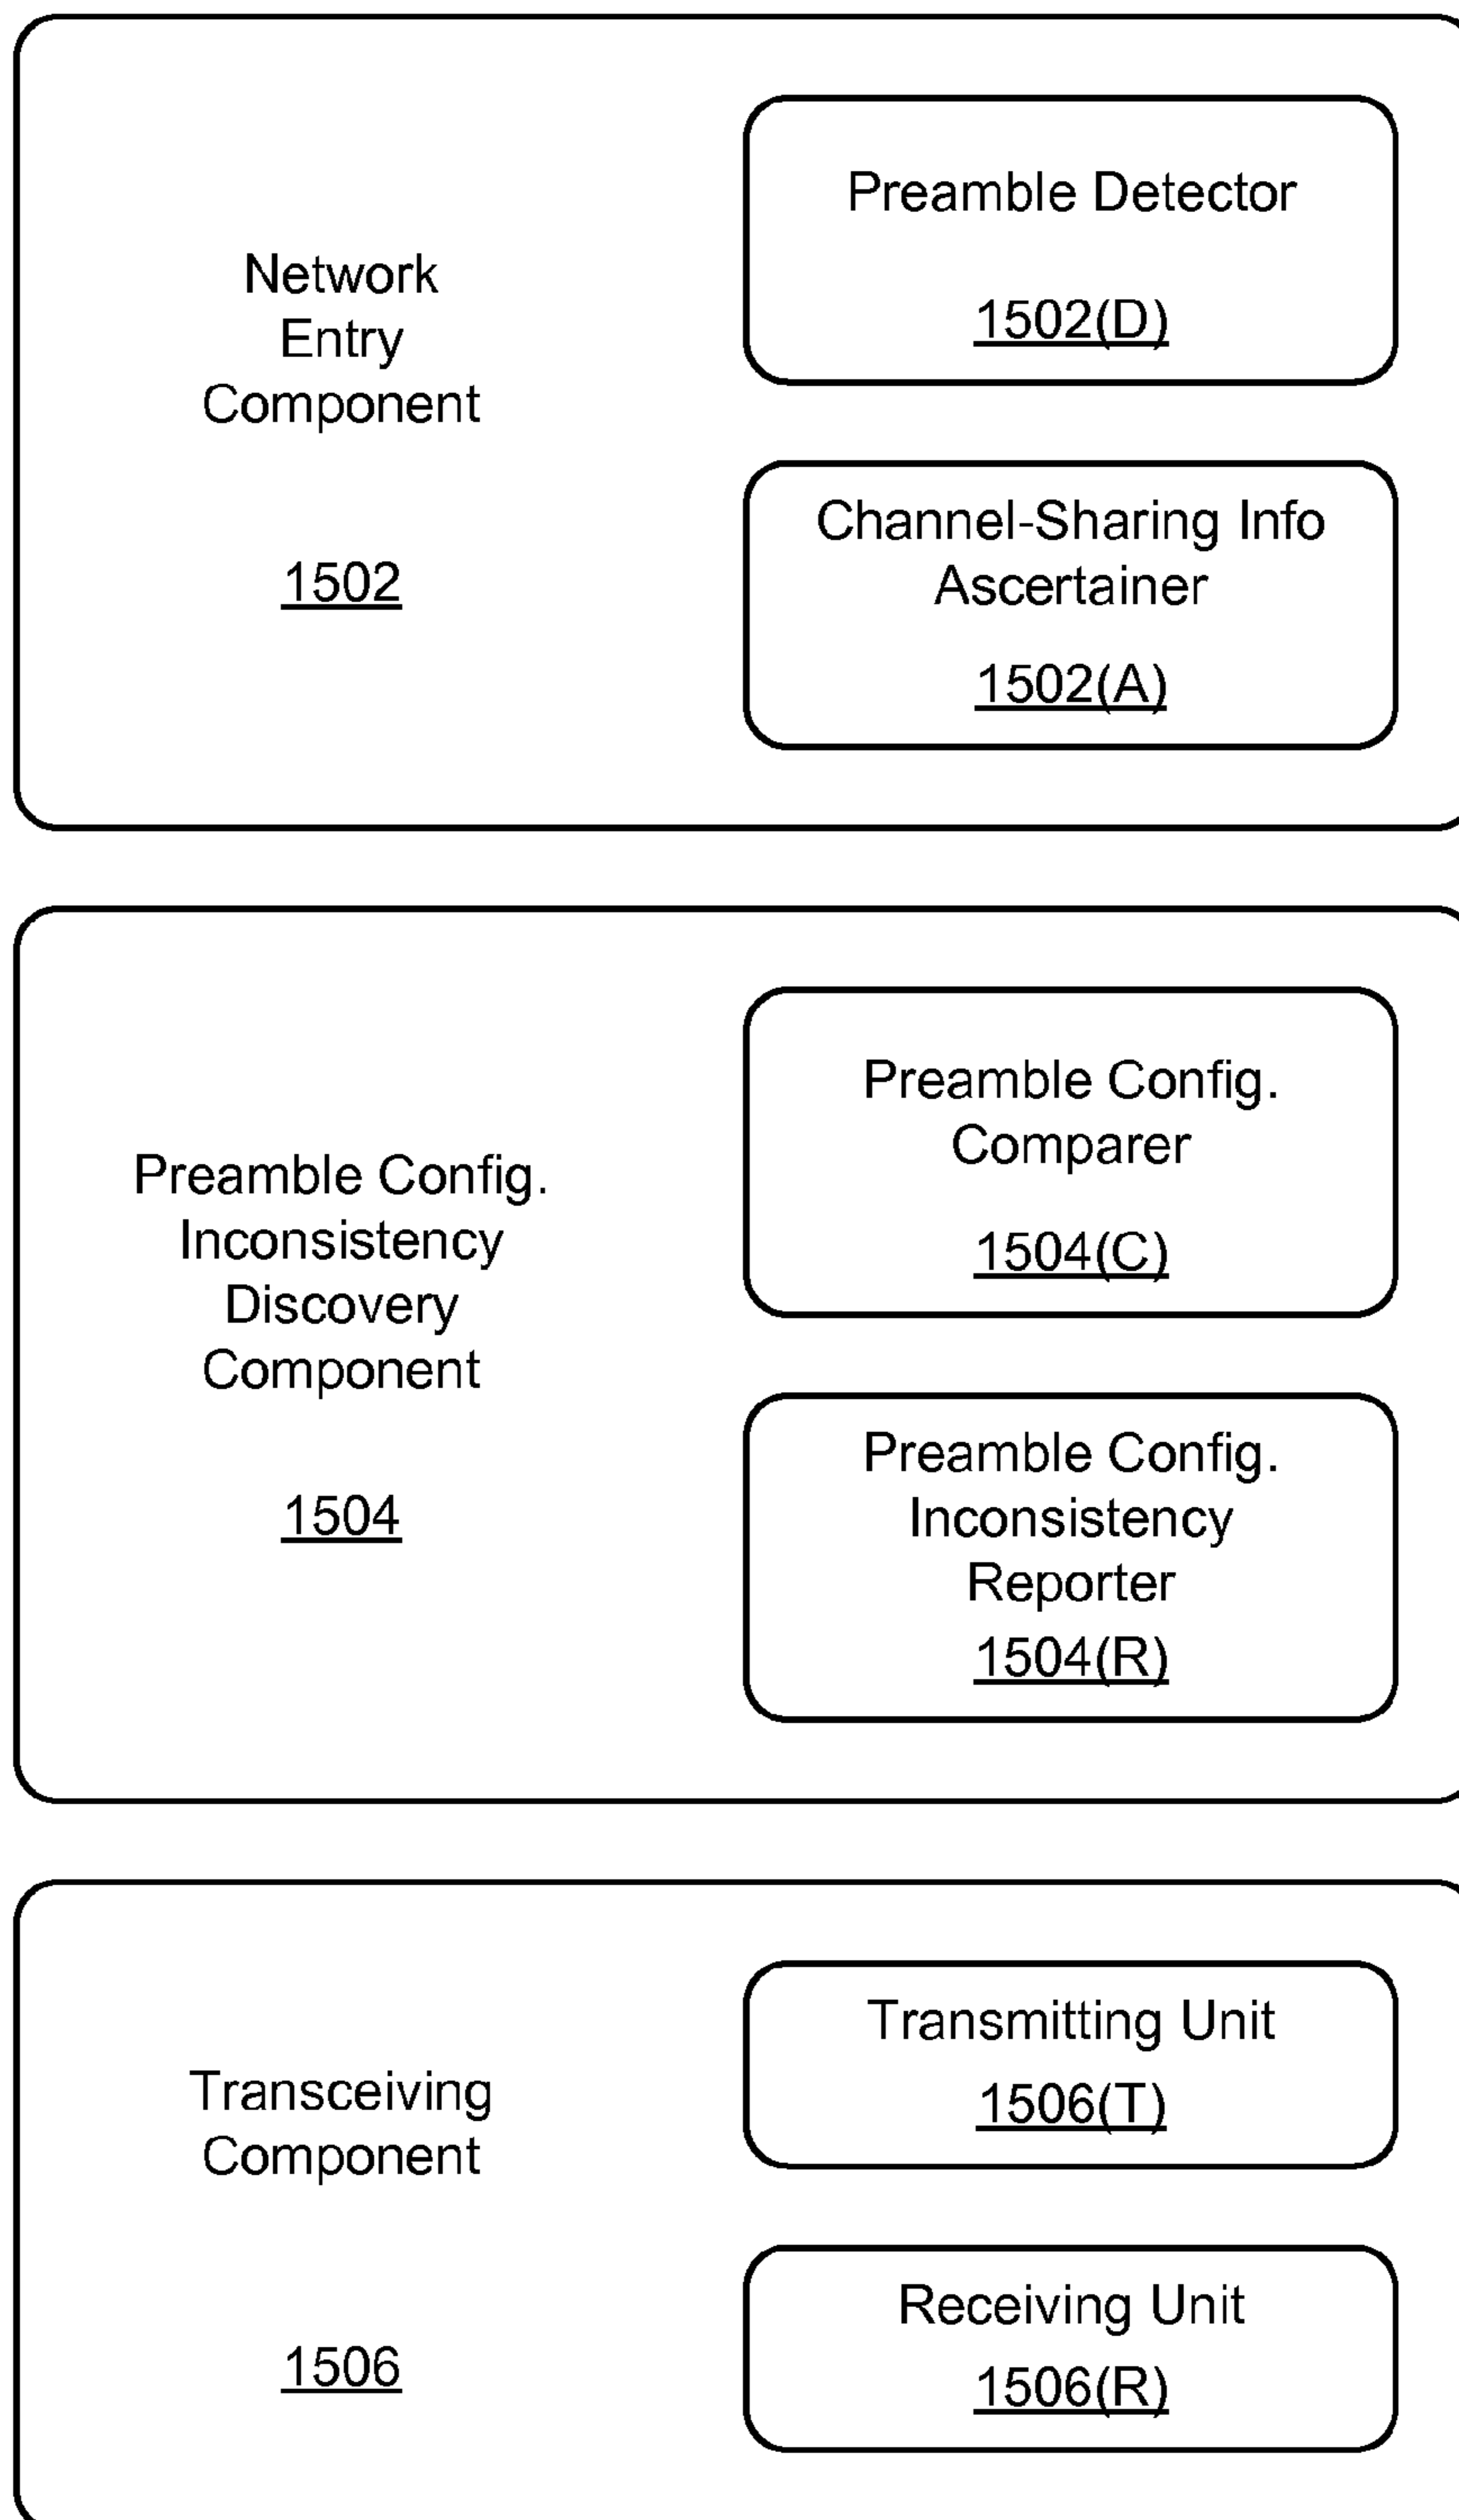 Network
Entry
Component
1502
Preamble Detector
1502(D)
Channel-Sharing Info
Ascertainer
1502(A)
Preamble Config.
Inconsistency
Discovery
Component
1504
Preamble Config.
Comparer
1504(C)
Preamble Config.
Inconsistency
Reporter
1504(R)
Transceiving
Component
1506
Transmitting Unit
1506(T)
Receiving Unit
1506(R)